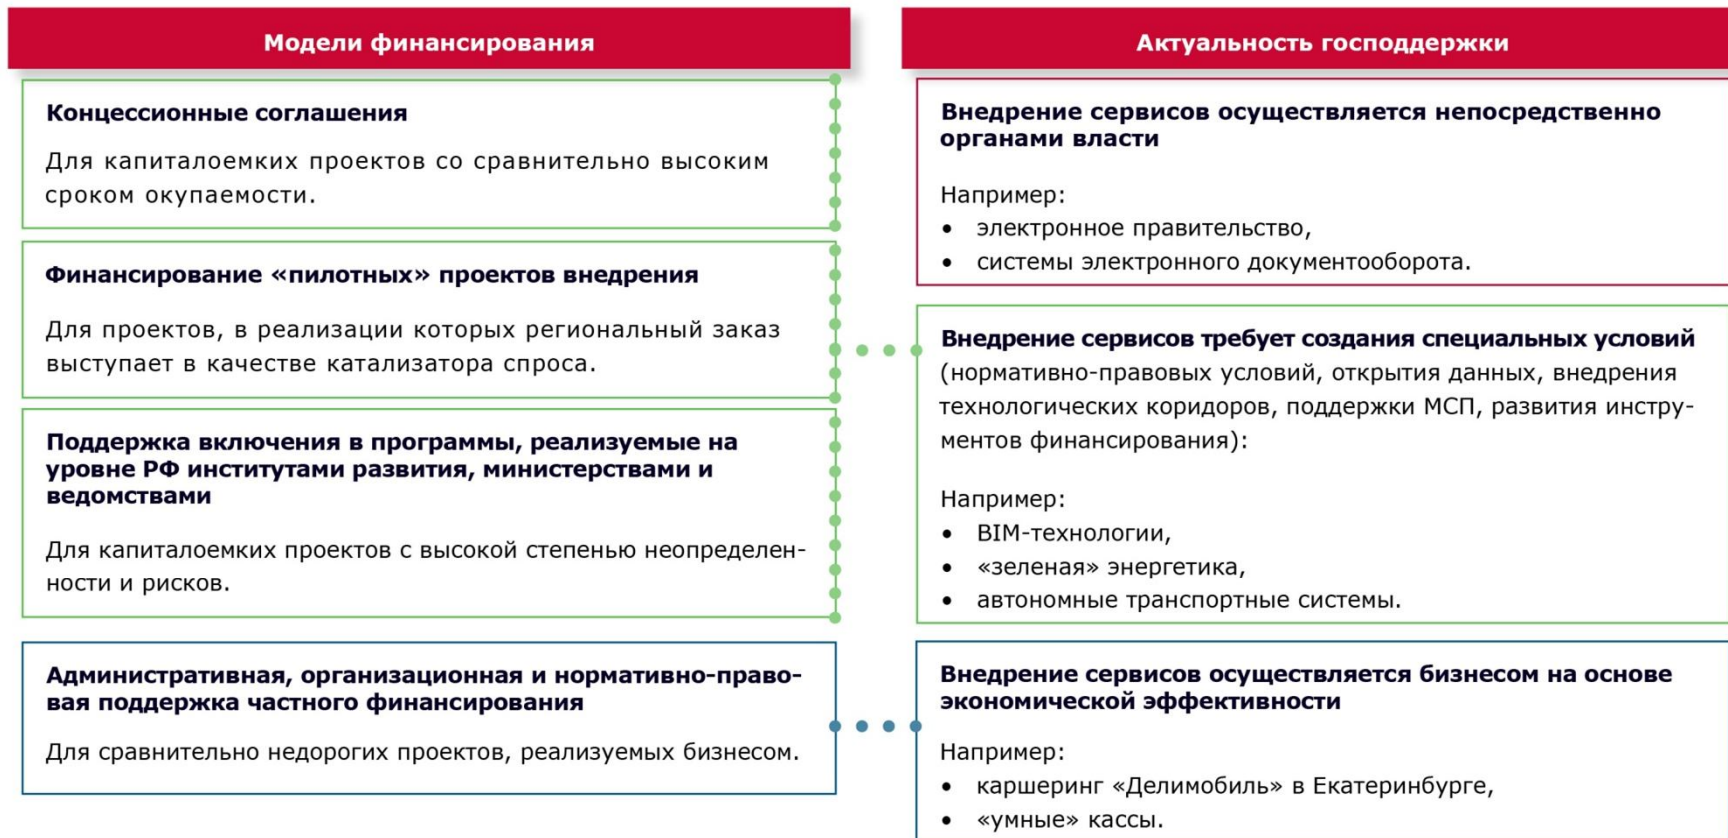 Модели финансирования
Концессионные соглашения
Для капиталоемких проектов со сравнительно высоким
сроком окупаемости.
Финансирование «пилотных» проектов внедрения
Для проектов, в реализации которых региональный заказ
выступает в качестве катализатора спроса.
Поддержка включения в программы, реализуемые на
уровне РФ институтами развития, министерствами и
ведомствами
Для капиталоемких проектов с высокой степенью неопределен-
ности и рисков.
Административная, организационная и нормативно-право-
вая поддержка частного финансирования
Для сравнительно недорогих проектов, реализуемых бизнесом.
Актуальность господдержки
Внедрение сервисов осуществляется непосредственно
органами власти
Например:
• электронное правительство,
• системы электронного документооборота.
Внедрение сервисов требует создания специальных условий
(нормативно-правовых условий, открытия данных, внедрения
технологических коридоров, поддержки МСП, развития инстру-
ментов финансирования):
Например:
• BIM-технологии,
• «зеленая» энергетика,
• автономные транспортные системы.
Внедрение сервисов осуществляется бизнесом на основе
экономической эффективности
Например:
• каршеринг «Делимобиль» в Екатеринбурге,
• «умные» кассы.